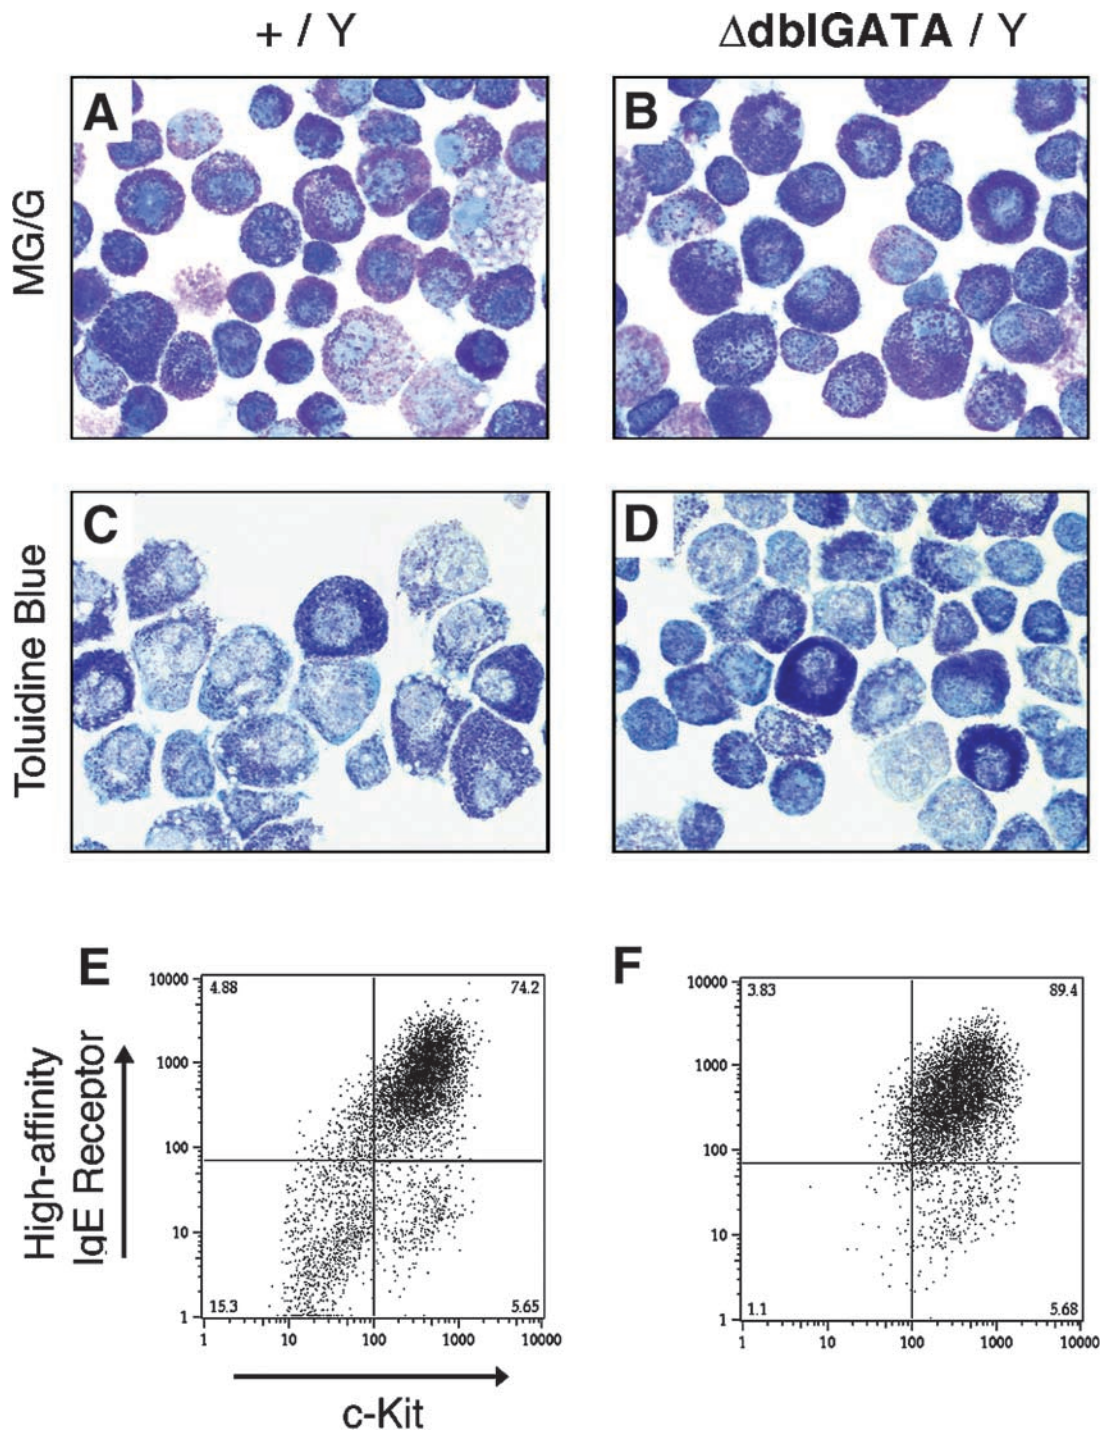 + / Y
ΔdblGATA / Y
MG/G
A
B
Toluidine Blue
C
D
High-affinity
IgE Receptor
E
10000
1000
100
10
1
4.88
74.2
15.3
5.65
1
10
100
1000
10000
F
10000
1000
100
10
1
3.83
89.4
1.1
5.68
1
10
100
1000
10000
c-Kit